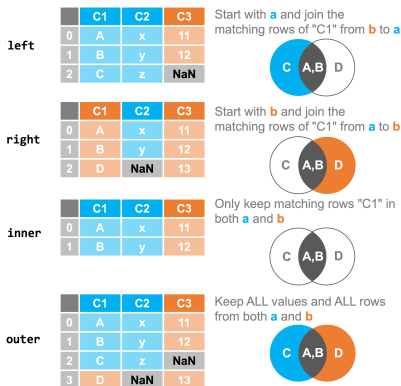 C1 C2 C3
Start with a and join the
matching rows of "C1" from b to a
left
0 A x 11
1 B y 12
2 C z NaN
C A,B D
C1 C2 C3
Start with b and join the
matching rows of "C1" from a to b
right
0 A x 11
1 B y 12
2 D NaN 13
C A,B D
C1 C2 C3
Only keep matching rows "C1" in
both a and b
inner
0 A x 11
1 B y 12
C A,B D
C1 C2 C3
Keep ALL values and ALL rows
from both a and b
outer
0 A x 11
1 B y 12
2 C z NaN
3 D NaN 13
C A,B D